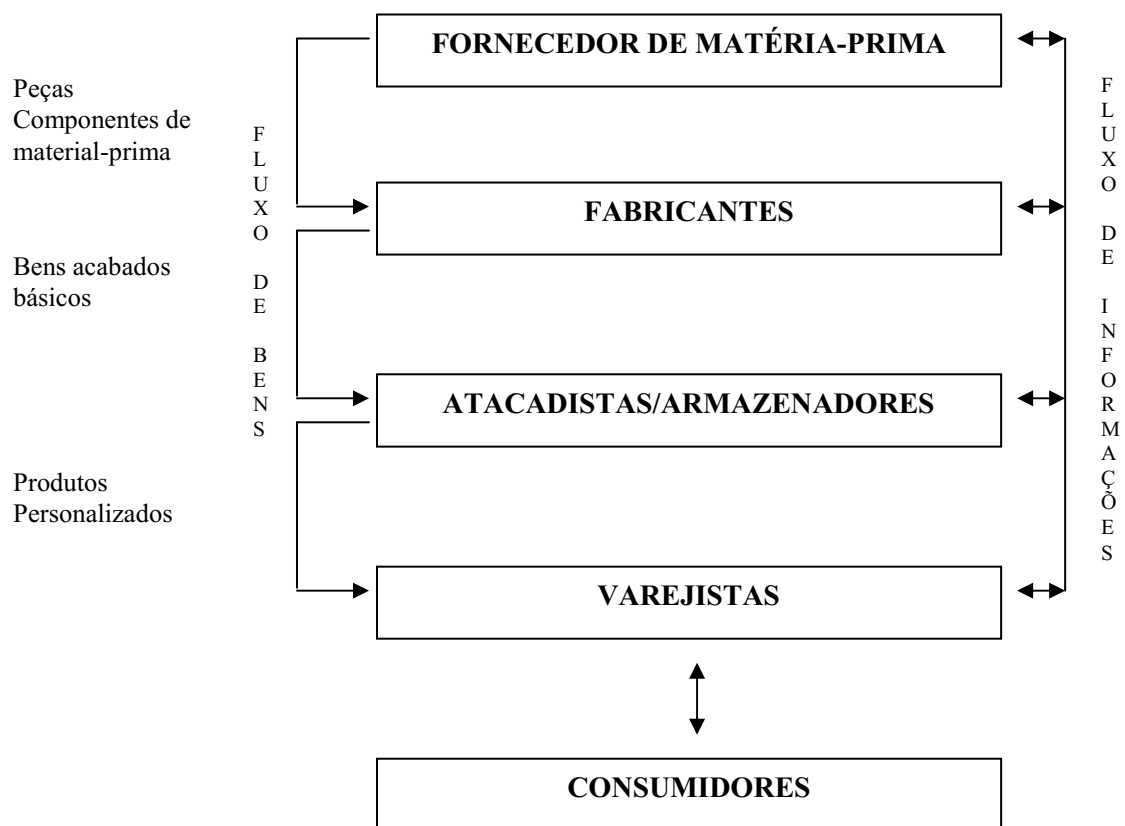 FORNECEDOR DE MATÉRIA-PRIMA
Peças
Componentes de
material-prima
FLUXO DE BENS
FLUXO DE INFORMAÇÕES
FABRICANTES
Bens acabados
básicos
ATACADISTAS/ARMAZENADORES
Produtos
Personalizados
VAREJISTAS
CONSUMIDORES